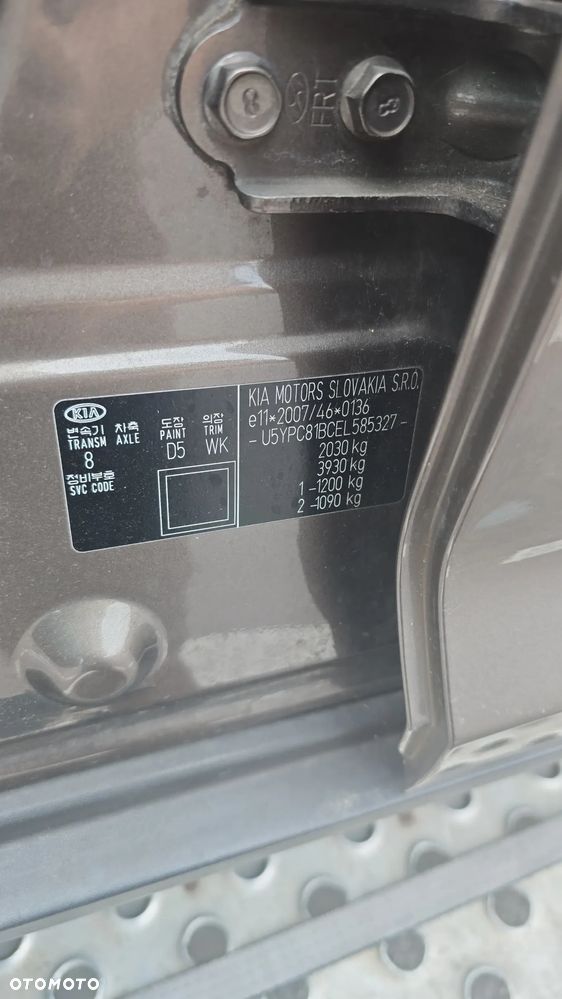 FR1
KIA
변속기 차축 도장 의장
TRANSM AXLE PAINT TRIM
8 D5 WK
정비부호
SVC CODE
KIA MOTORS SLOVAKIA S.R.O.
e11*2007/46*0136
- U5YPC81BCEL585327 -
2030 kg
3930 kg
1 -1200 kg
2 -1090 kg
OTOMOTO